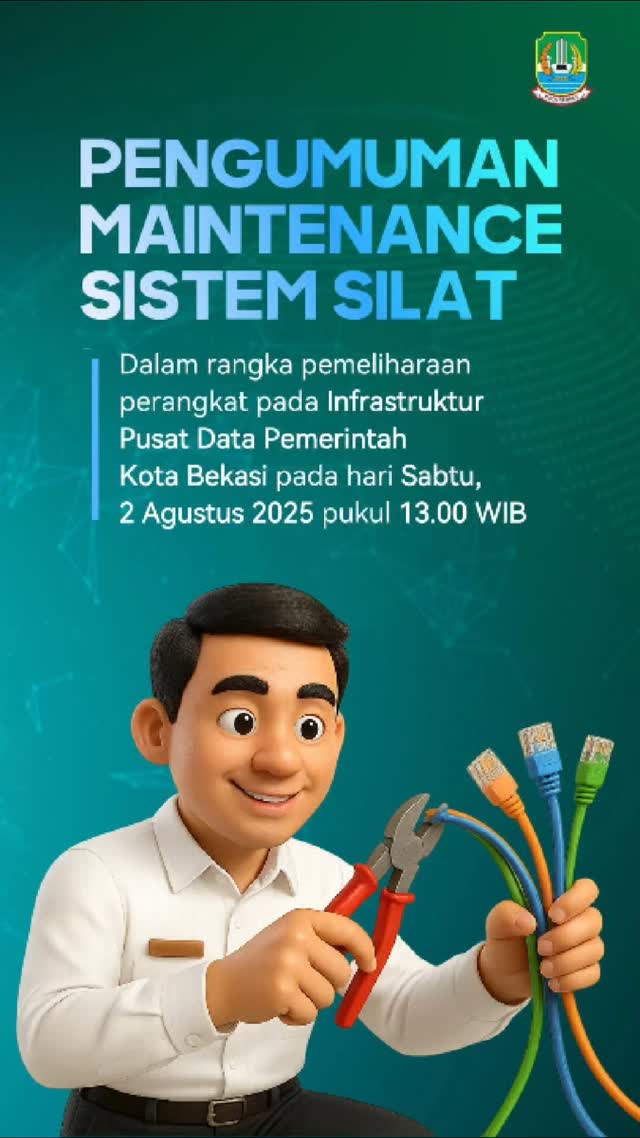 PENGUMUMAN
MAINTENANCE
SISTEM SILAT
Dalam rangka pemeliharaan
perangkat pada Infrastruktur
Pusat Data Pemerintah
Kota Bekasi pada hari Sabtu,
2 Agustus 2025 pukul 13.00 WIB